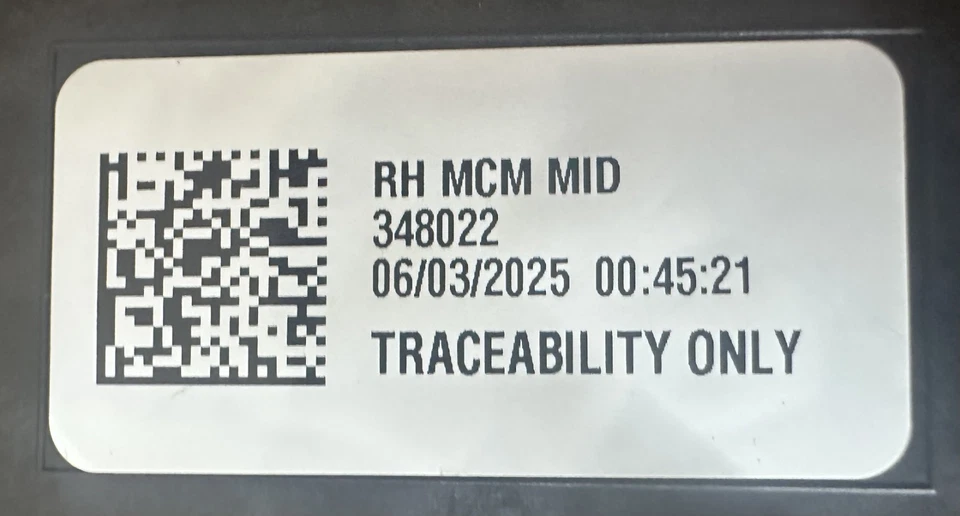 RH MCM MID
348022
06/03/2025 00:45:21
TRACEABILITY ONLY